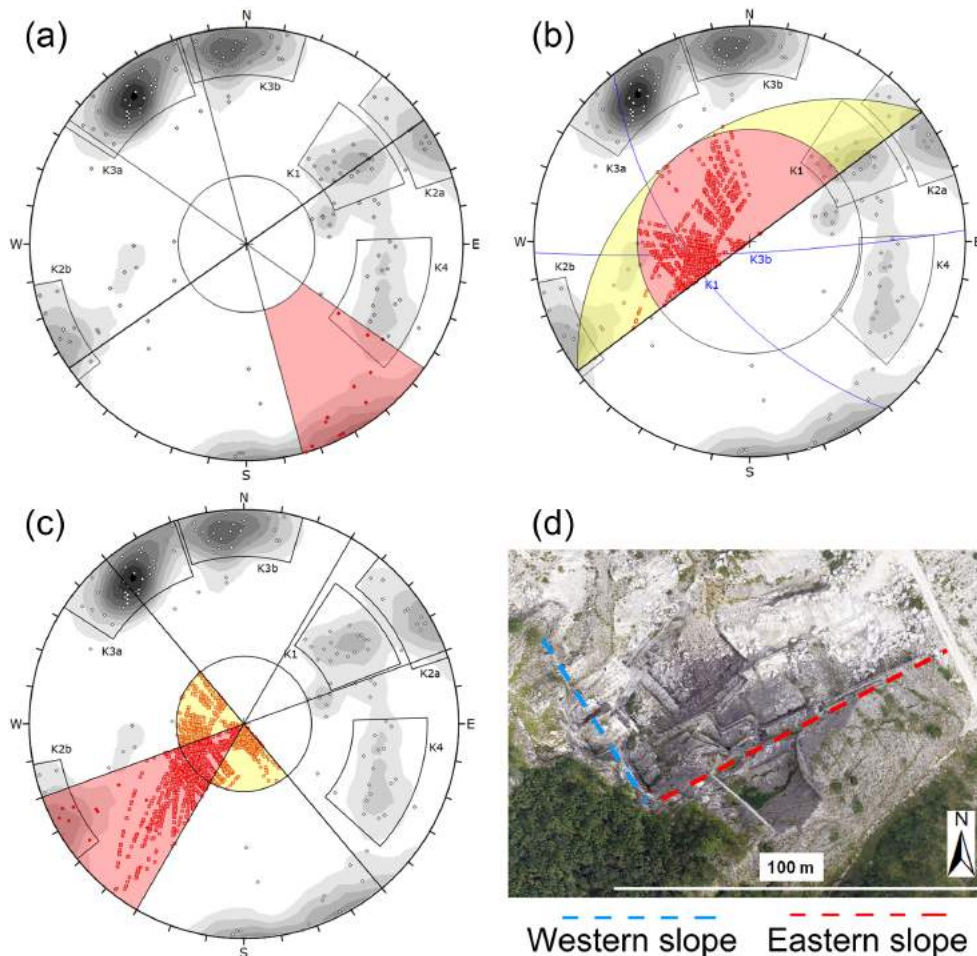 (a)
N
K3b
K3a
K1
K2a
W
E
K2b
K4
S
(b)
N
K3b
K3a
K1
K2a
W
E
K3b
K2b
K4
K1
S
(c)
N
K3b
K3a
K1
K2a
W
E
K2b
K4
S
(d)
N
100 m
Western slope Eastern slope